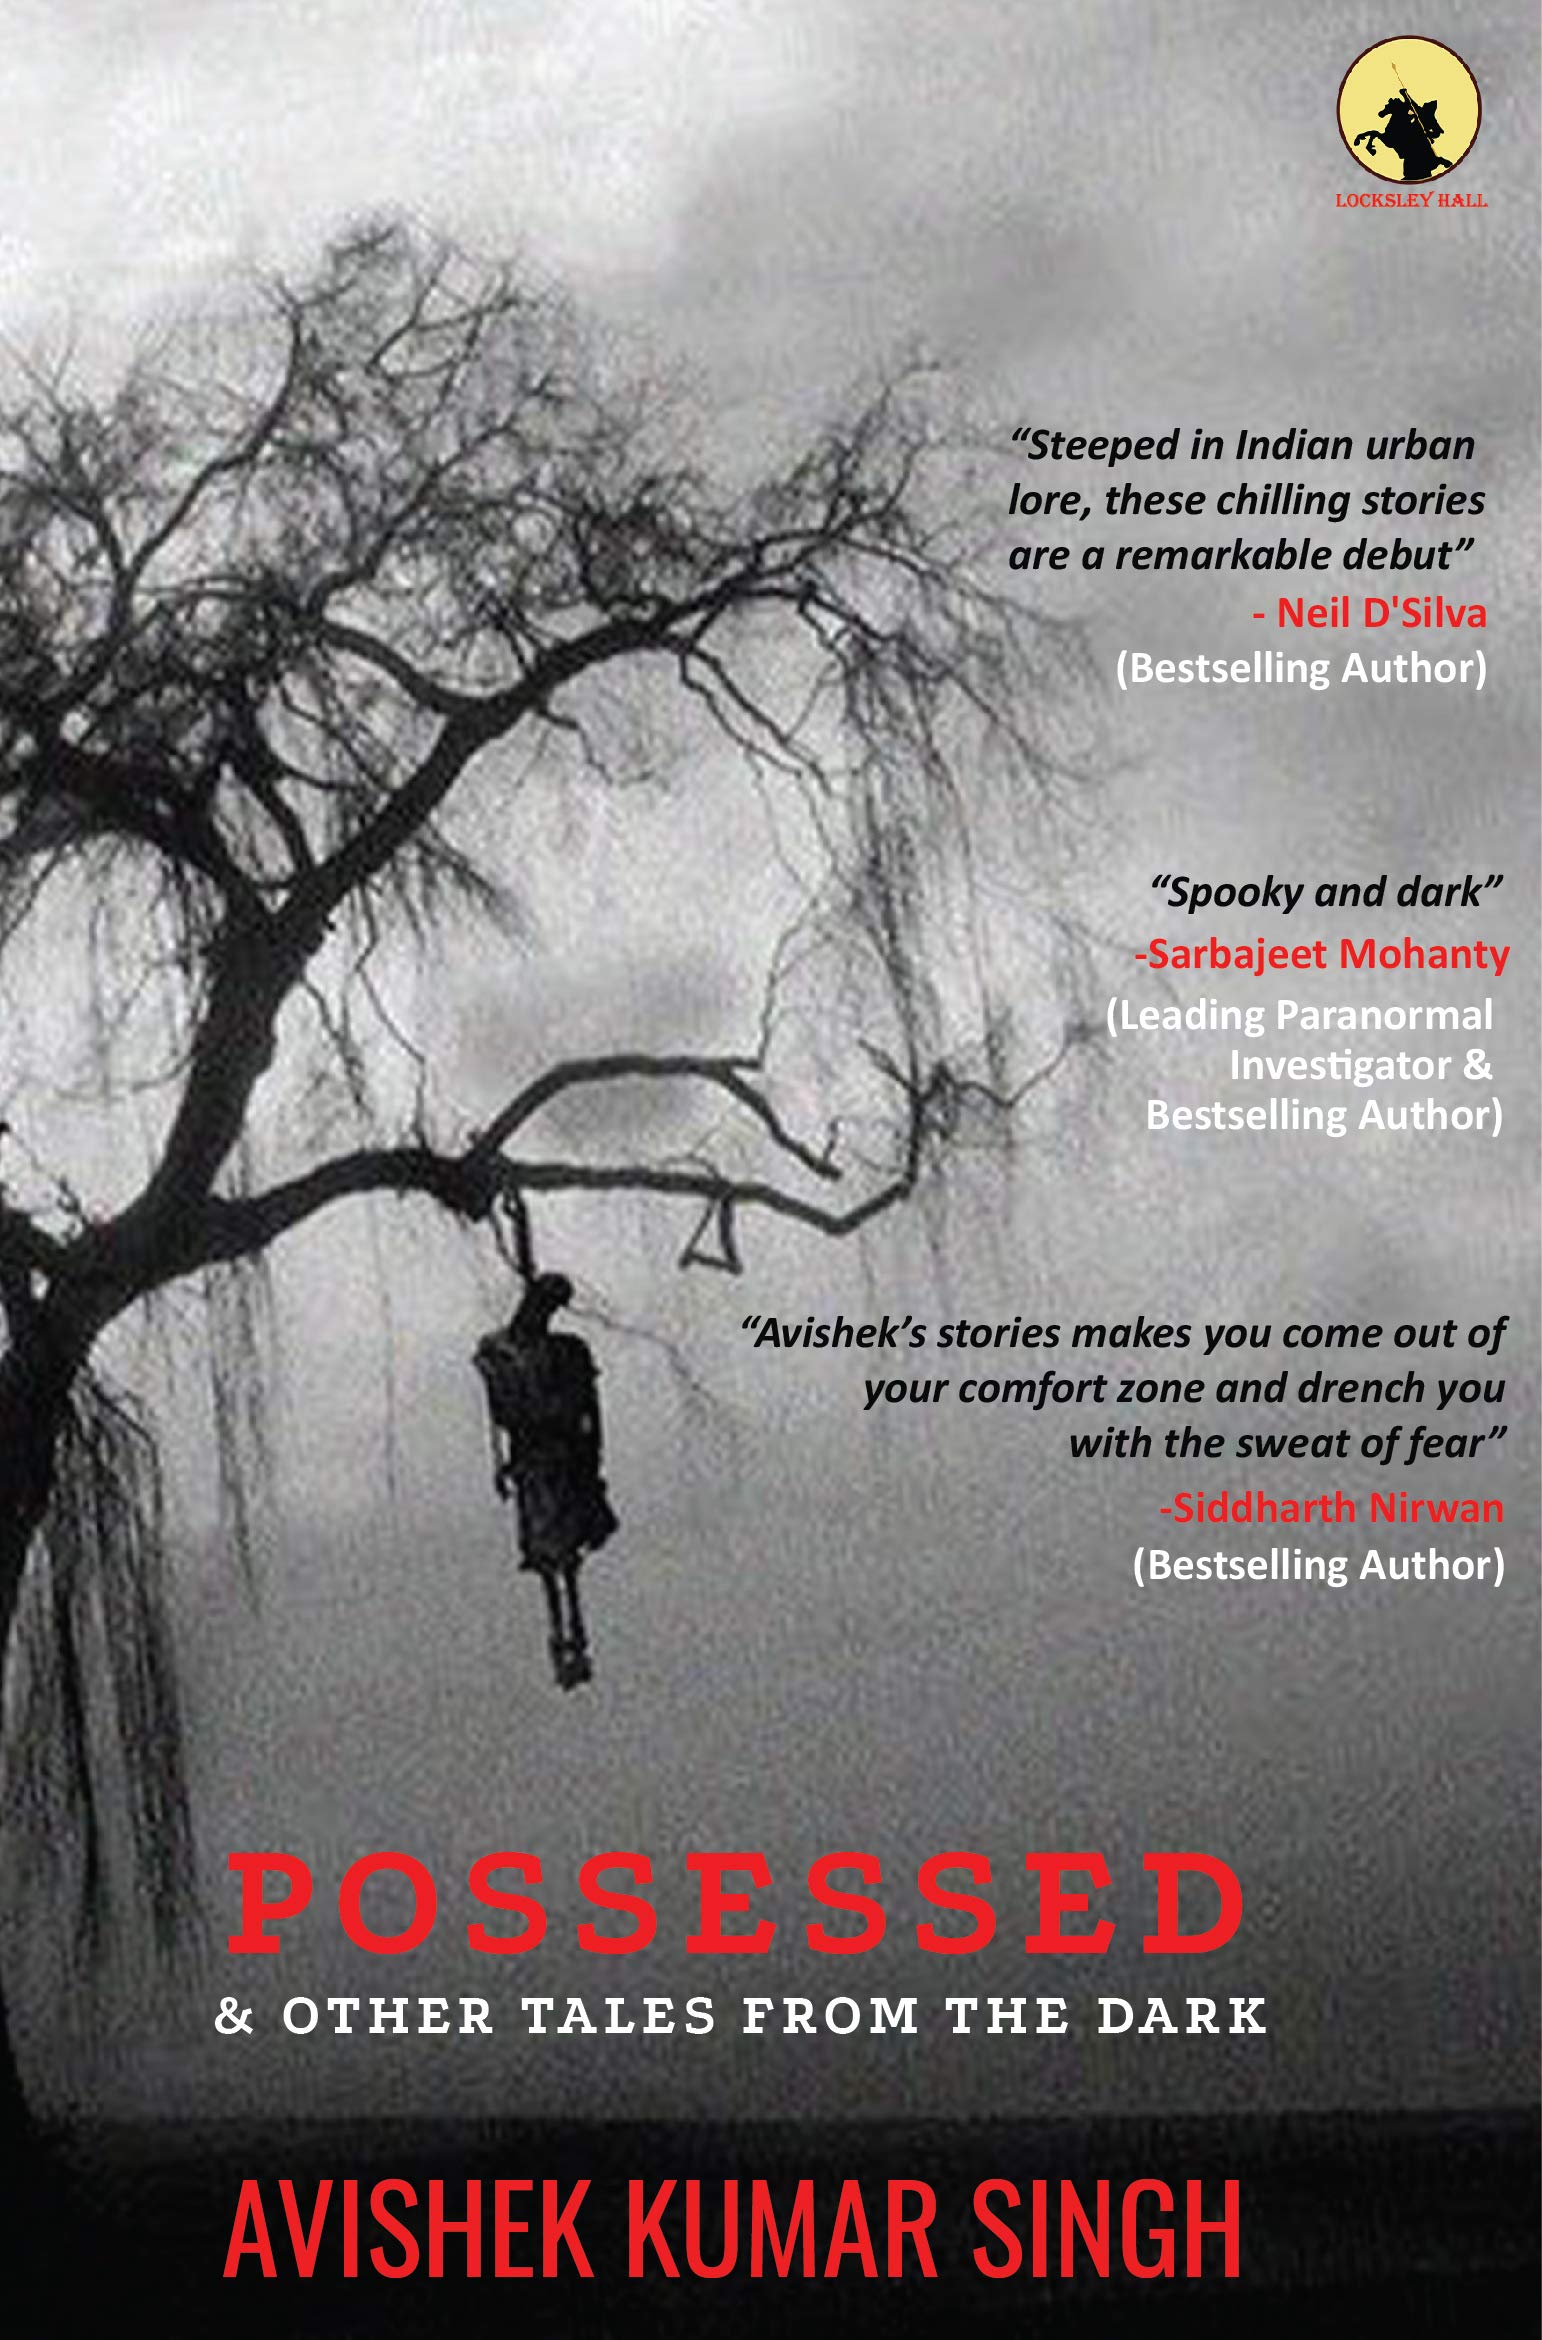 LOCKSLEY HALL
“Steeped in Indian urban
lore, these chilling stories
are a remarkable debut”
- Neil D'Silva
(Bestselling Author)
“Spooky and dark”
-Sarbajeet Mohanty
(Leading Paranormal
Investigator &
Bestselling Author)
“Avishek’s stories makes you come out of
your comfort zone and drench you
with the sweat of fear”
-Siddharth Nirwan
(Bestselling Author)
POSSESSED
& OTHER TALES FROM THE DARK
AVISHEK KUMAR SINGH